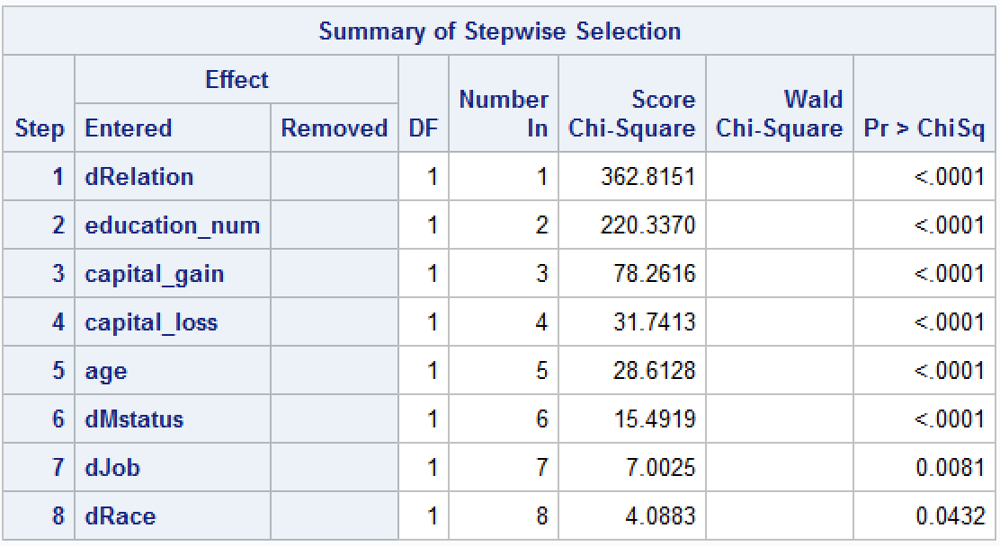 Summary of Stepwise Selection
Step Effect Entered Removed DF Number In Score Chi-Square Wald Chi-Square Pr > ChiSq
1 dRelation 1 1 362.8151 <.0001
2 education_num 1 2 220.3370 <.0001
3 capital_gain 1 3 78.2616 <.0001
4 capital_loss 1 4 31.7413 <.0001
5 age 1 5 28.6128 <.0001
6 dMstatus 1 6 15.4919 <.0001
7 dJob 1 7 7.0025 0.0081
8 dRace 1 8 4.0883 0.0432